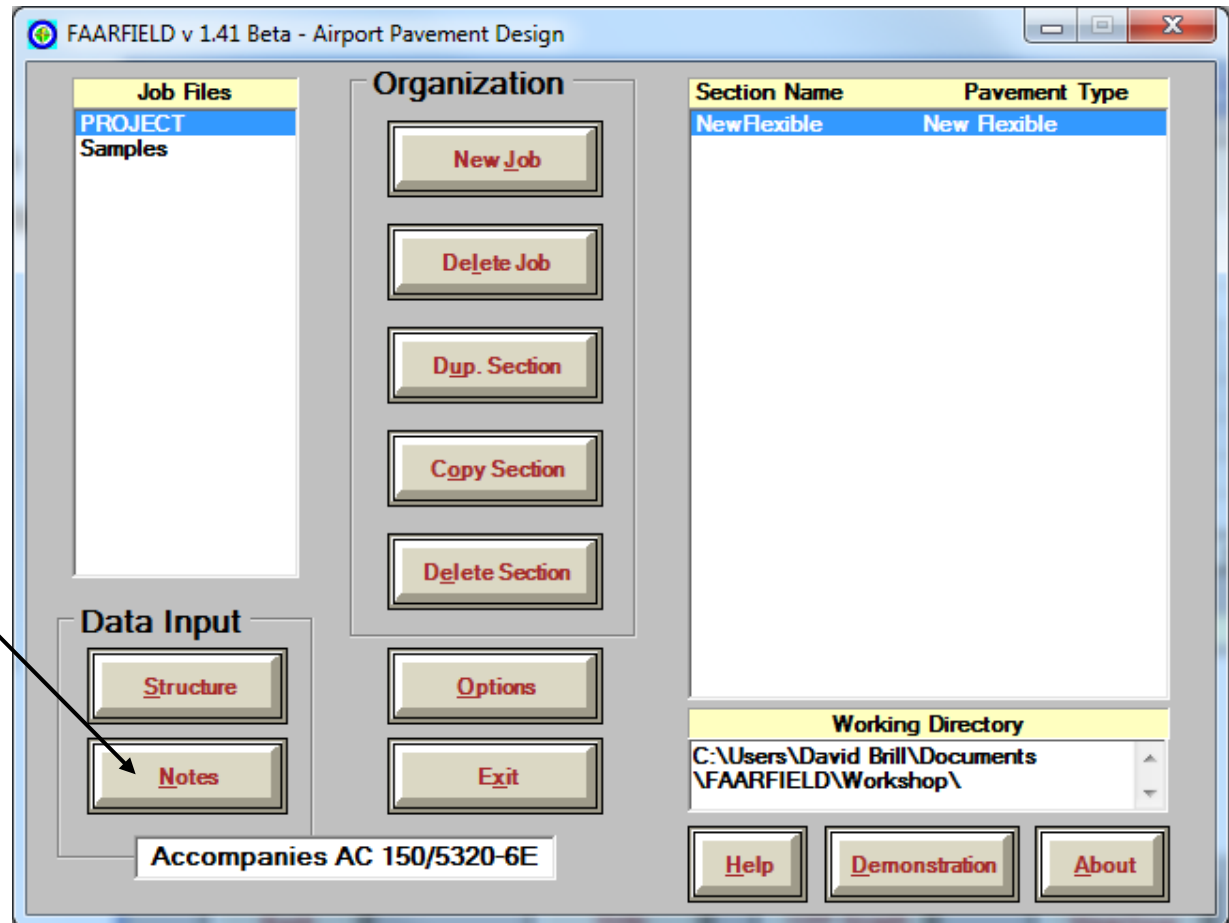 FAARFIELD v 1.41 Beta - Airport Pavement Design
Job Files
PROJECT
Samples
Organization
New Job
Delete Job
Dup. Section
Copy Section
Delete Section
Section Name Pavement Type
NewFlexible New Flexible
Data Input
Structure
Notes
Options
Exit
Working Directory
C:\Users\David Brill\Documents
\FAARFIELD\Workshop\
Accompanies AC 150/5320-6E
Help
Demonstration
About